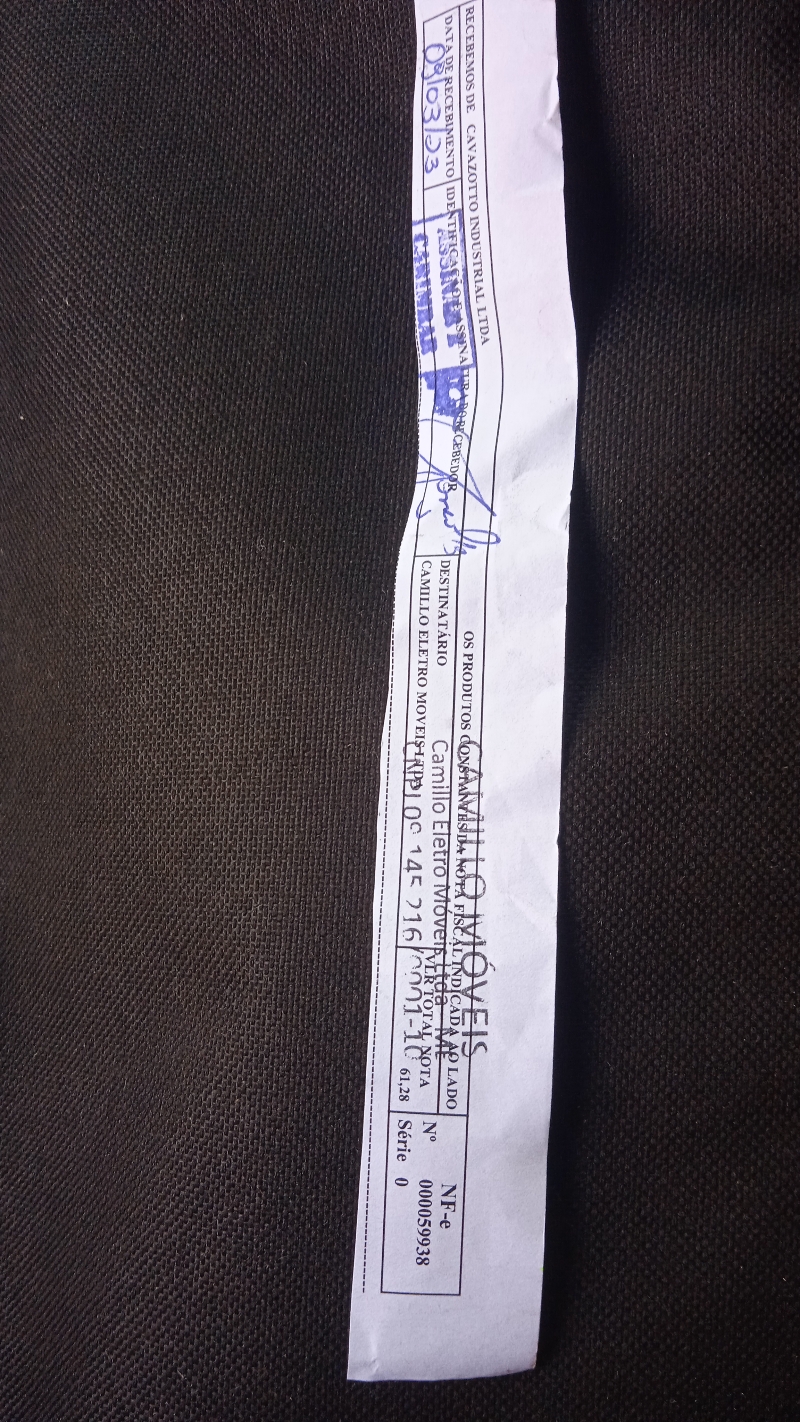 RECEBEMOS DE CAVAZOTTO INDUSTRIAL LTDA
OS PRODUTOS CONSTANTES DA NOTA FISCAL INDICADA AO LADO
DATA DE RECEBIMENTO
09/03/23
IDENTIFICAÇÃO E ASSINATURA DO RECEBEDOR
DESTINATÁRIO
CAMILLO ELETRO MOVEIS LTDA
VLR TOTAL NOTA
61,28
CAMILLO MÓVEIS
Camillo Eletro Móveis Ltda - ME
NF-e
Nº 000059938
Série 0